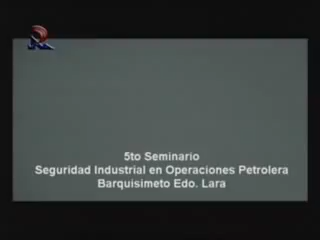 5to Seminario
Seguridad Industrial en Operaciones Petrolera
Barquisimeto Edo. Lara